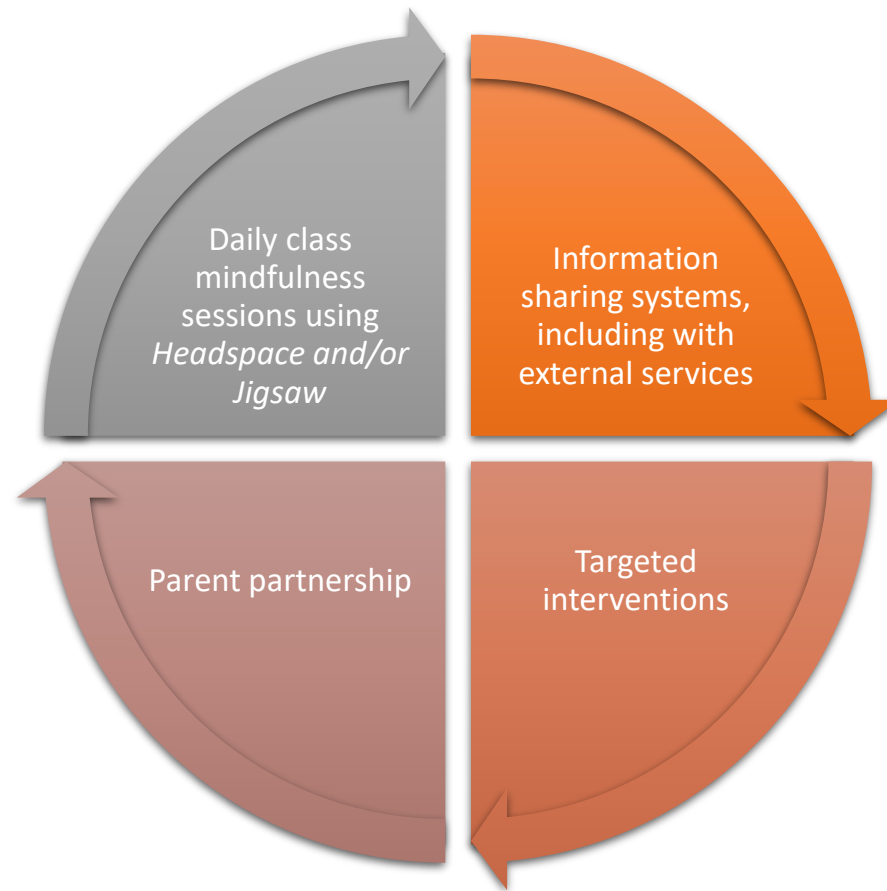 Daily class
mindfulness
sessions using
Headspace and/or
Jigsaw
Information
sharing systems,
including with
external services
Parent partnership
Targeted
interventions